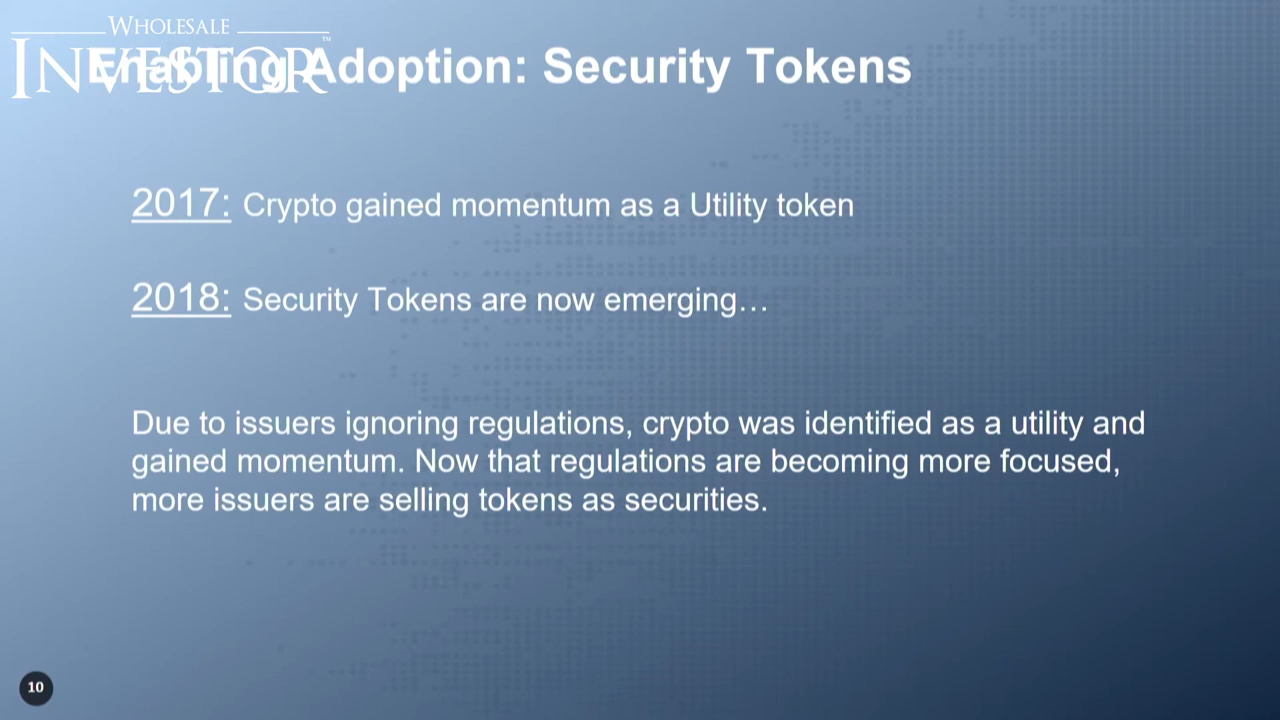 WHOLESALE
INVESTOR™
Enabling Adoption: Security Tokens
2017: Crypto gained momentum as a Utility token
2018: Security Tokens are now emerging…
Due to issuers ignoring regulations, crypto was identified as a utility and
gained momentum. Now that regulations are becoming more focused,
more issuers are selling tokens as securities.
10